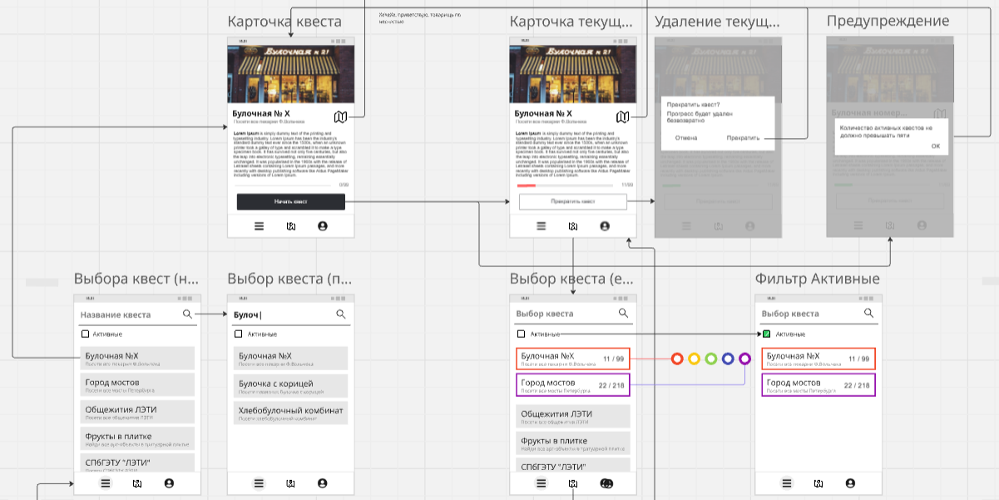 Карточка квеста
ХеЧеХе, приветствую, товарищь по
несчастью
Карточка текущ...
Удаление текущ...
Предупреждение
Булочная № 21
Булочная № X
Посети все пекарни Ф.Вольчека
Lorem Ipsum is simply dummy text of the printing and
typesetting industry. Lorem Ipsum has been the industry's
standard dummy text ever since the 1500s, when an unknown
printer took a galley of type and scrambled it to make a type
specimen book. It has survived not only five centuries, but also
the leap into electronic typesetting, remaining essentially
unchanged. It was popularised in the 1960s with the release of
Letraset sheets containing Lorem Ipsum passages, and more
recently with desktop publishing software like Aldus PageMaker
including versions of Lorem Ipsum.
0/99
Начать квест
Булочная № 21
Булочная № X
Посети все пекарни Ф.Вольчека
Lorem Ipsum is simply dummy text of the printing and
typesetting industry. Lorem Ipsum has been the industry's
standard dummy text ever since the 1500s, when an unknown
printer took a galley of type and scrambled it to make a type
specimen book. It has survived not only five centuries, but also
the leap into electronic typesetting, remaining essentially
unchanged. It was popularised in the 1960s with the release of
Letraset sheets containing Lorem Ipsum passages, and more
recently with desktop publishing software like Aldus PageMaker
including versions of Lorem Ipsum.
11/99
Прекратить квест
Булочная № 21
Прекратить квест?
Прогресс будет удален
безвозвратно
Отмена
Прекратить
Булочная № 21
Булочная номер...
Количество активных квестов не
должно превышать пяти
ОК
Выбора квест (н...
Название квеста
Активные
Булочная №X
Посети все пекарни Ф.Вольчека
Город мостов
Посети все мосты Петербурга
Общежития ЛЭТИ
Посети все общежития ЛЭТИ
Фрукты в плитке
Найди все арт-объекты в тратуарной плитке
СПбГЭТУ "ЛЭТИ"
Выбор квеста (п...
Булоч|
Активные
Булочная №X
Посети все пекарни Ф.Вольчека
Булочка с корицей
Хлебобулочный комбинат
Посети хлебобулочный комбинат
Выбор квеста (е...
Выбор квеста
Активные
Булочная №X
Посети все пекарни Ф.Вольчека
11 / 99
Город мостов
Посети все мосты Петербурга
22 / 218
Общежития ЛЭТИ
Посети все общежития ЛЭТИ
Фрукты в плитке
Найди все арт-объекты в тратуарной плитке
СПбГЭТУ "ЛЭТИ"
Фильтр Активные
Выбор квеста
Активные
Булочная №X
Посети все пекарни Ф.Вольчека
11 / 99
Город мостов
Посети все мосты Петербурга
22 / 218